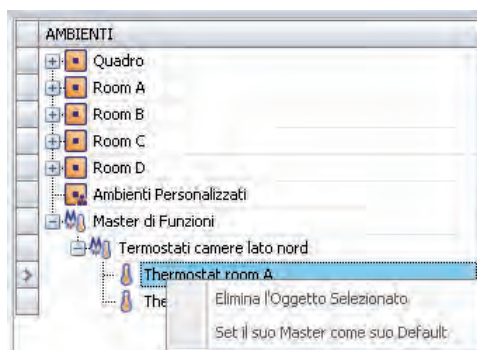 AMBIENTI
Quadro
Room A
Room B
Room C
Room D
Ambienti Personalizzati
Master di Funzioni
Termostati camere lato nord
Thermostat room A
The
Elimina l'Oggetto Selezionato
Set il suo Master come suo Default